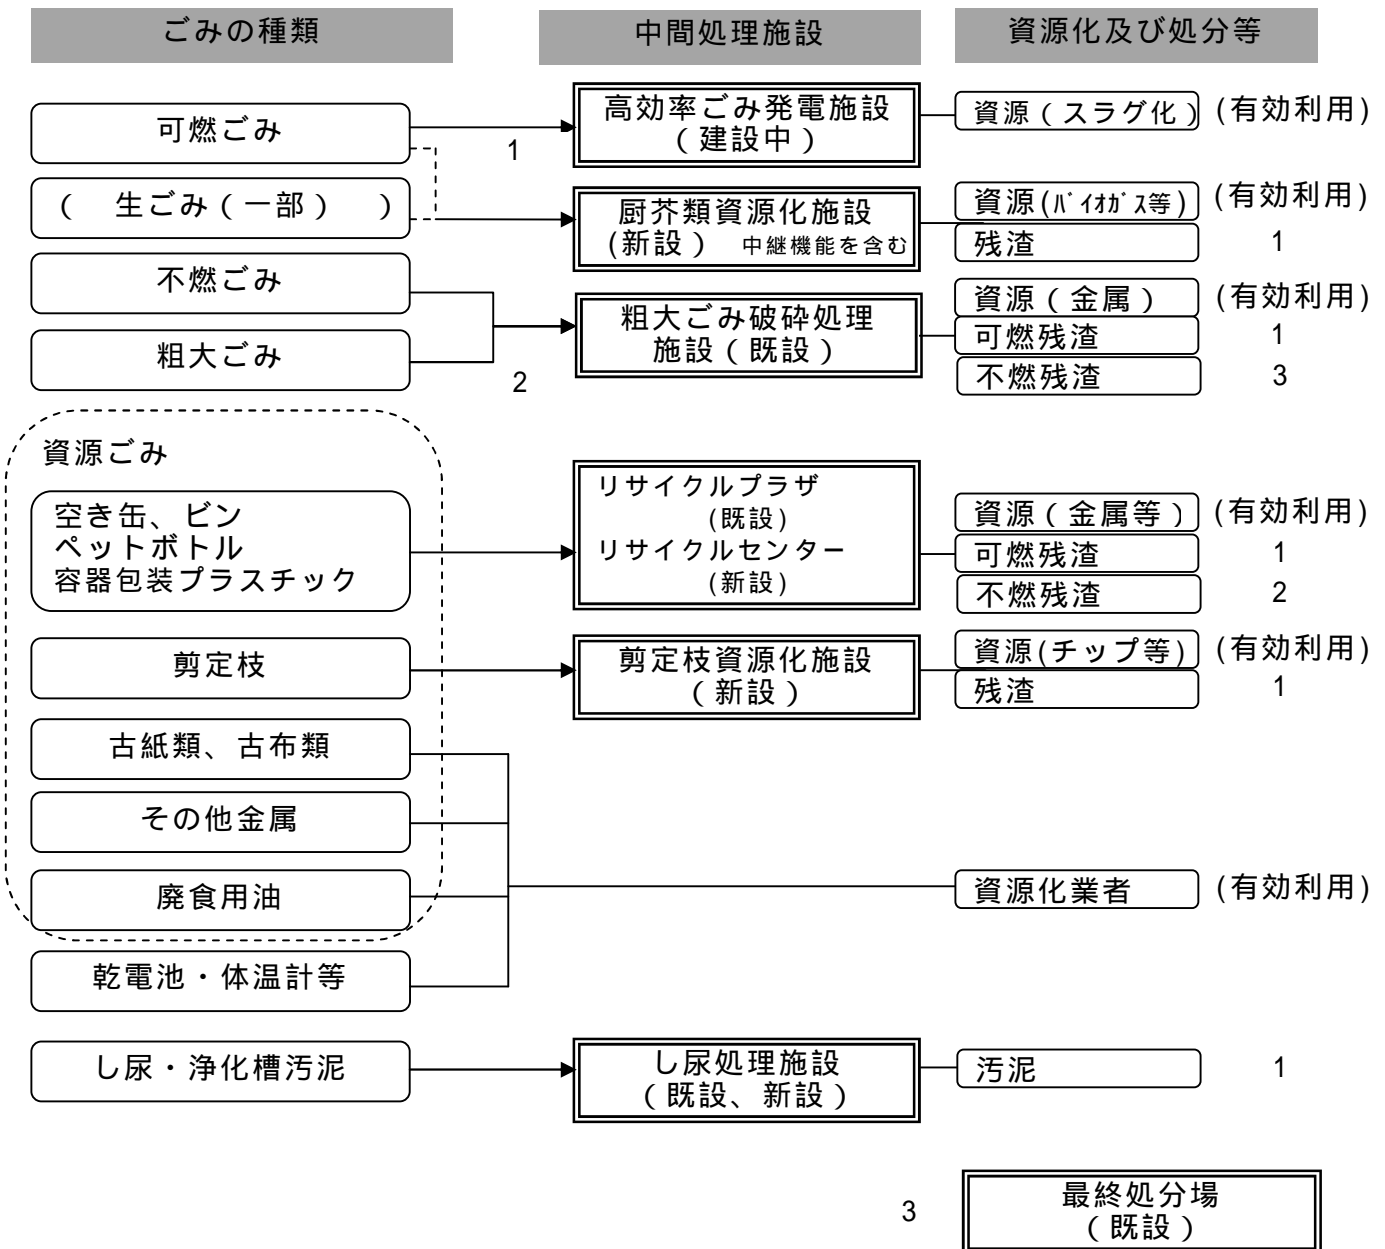 ごみの種類
中間処理施設
資源化及び処分等
可燃ごみ
1
高効率ごみ発電施設
（建設中）
資源（スラグ化）
(有効利用)
（　生ごみ（一部）　）
厨芥類資源化施設
(新設）　中継機能を含む
資源(ﾊﾞｲｵｶﾞｽ等)
(有効利用)
残渣
1
不燃ごみ
粗大ごみ
2
粗大ごみ破砕処理
施設（既設）
資源（金属）
(有効利用)
可燃残渣
1
不燃残渣
3
資源ごみ
空き缶、ビン
ペットボトル
容器包装プラスチック
リサイクルプラザ
(既設)
リサイクルセンター
(新設)
資源（金属等）
(有効利用)
可燃残渣
1
不燃残渣
2
剪定枝
剪定枝資源化施設
（新設）
資源(チップ等)
(有効利用)
残渣
1
古紙類、古布類
その他金属
廃食用油
乾電池・体温計等
資源化業者
(有効利用)
し尿・浄化槽汚泥
し尿処理施設
（既設、新設）
汚泥
1
3
最終処分場
（既設）